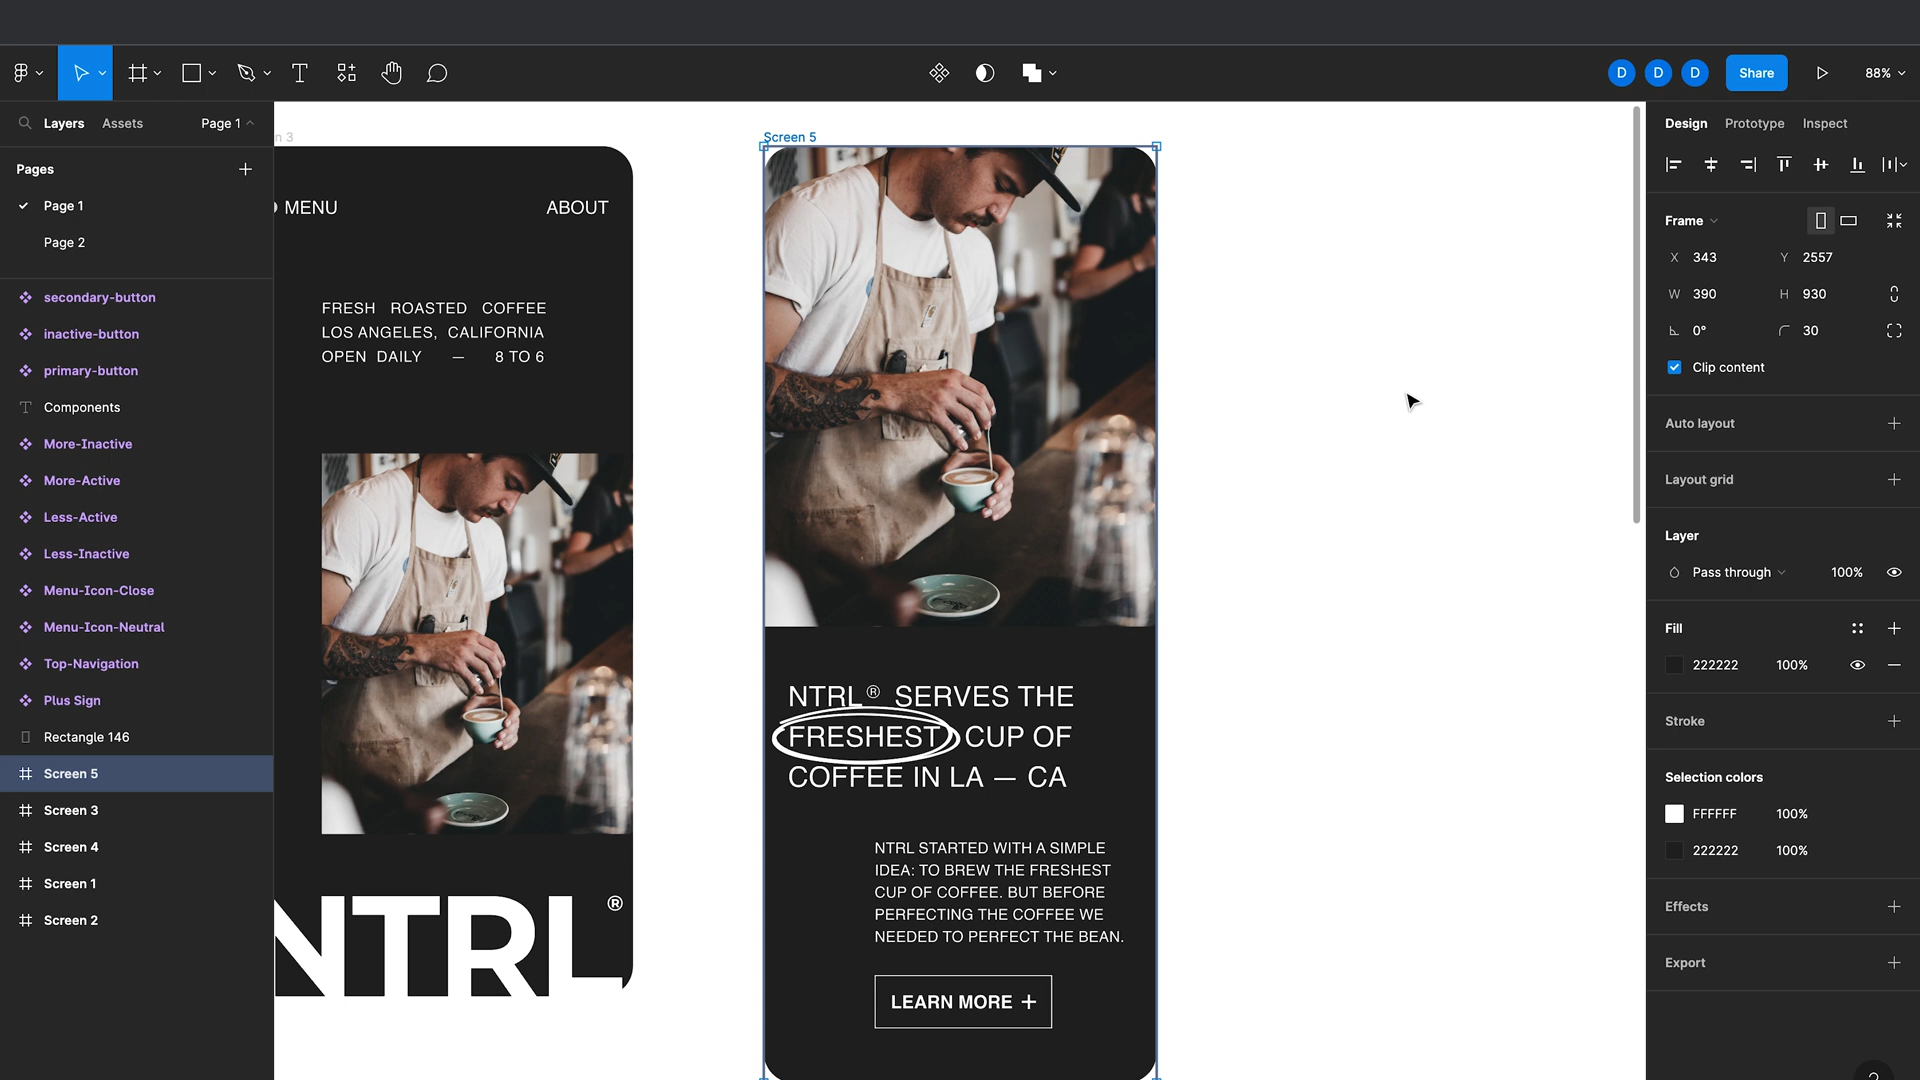 D
D
D
Share
88%
Layers
Assets
Page 1
Pages
Page 1
Page 2
secondary-button
inactive-button
primary-button
Components
More-Inactive
More-Active
Less-Active
Less-Inactive
Menu-Icon-Close
Menu-Icon-Neutral
Top-Navigation
Plus Sign
Rectangle 146
Screen 5
Screen 3
Screen 4
Screen 1
Screen 2
n 3
MENU
ABOUT
FRESH ROASTED COFFEE
LOS ANGELES, CALIFORNIA
OPEN DAILY — 8 TO 6
NTRL®
Screen 5
NTRL® SERVES THE
FRESHEST CUP OF
COFFEE IN LA — CA
NTRL STARTED WITH A SIMPLE
IDEA: TO BREW THE FRESHEST
CUP OF COFFEE. BUT BEFORE
PERFECTING THE COFFEE WE
NEEDED TO PERFECT THE BEAN.
LEARN MORE +
Design
Prototype
Inspect
Frame
X 343
Y 2557
W 390
H 930
0°
30
Clip content
Auto layout
Layout grid
Layer
Pass through
100%
Fill
222222
100%
Stroke
Selection colors
FFFFFF
100%
222222
100%
Effects
Export
?